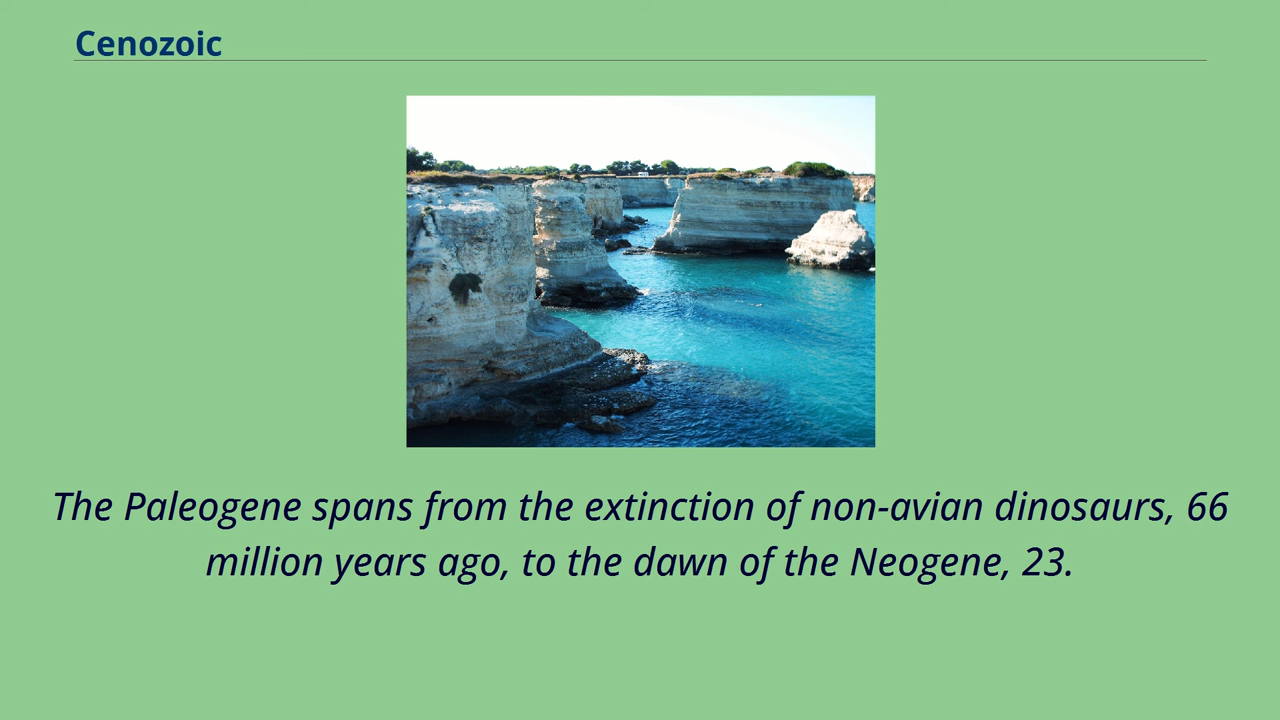 Cenozoic
The Paleogene spans from the extinction of non-avian dinosaurs, 66
million years ago, to the dawn of the Neogene, 23.